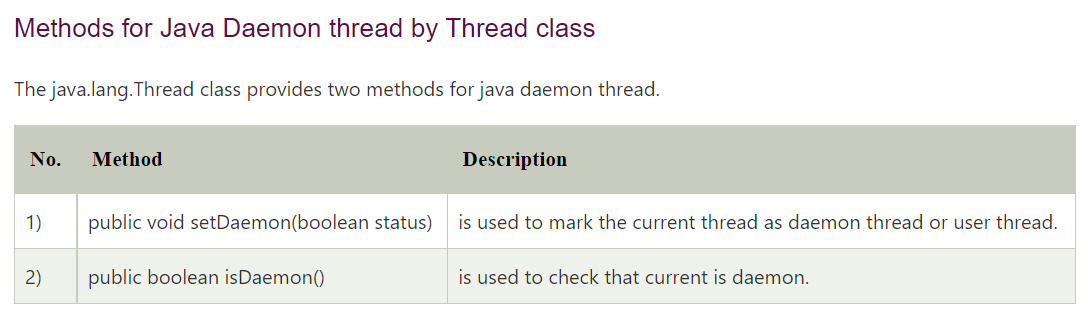 Methods for Java Daemon thread by Thread class
The java.lang.Thread class provides two methods for java daemon thread.
No. Method Description
1) public void setDaemon(boolean status) is used to mark the current thread as daemon thread or user thread.
2) public boolean isDaemon() is used to check that current is daemon.